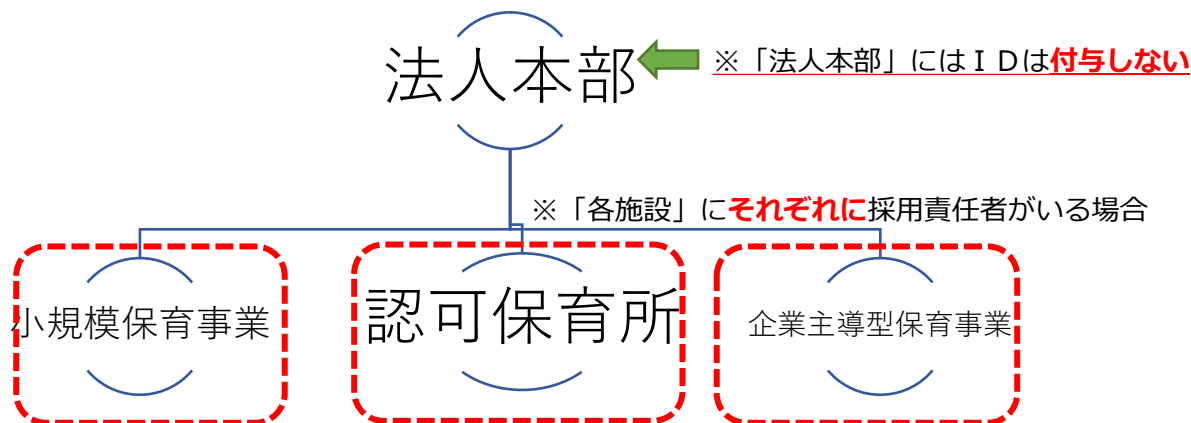 法人本部
※「法人本部」にはＩＤは付与しない
※「各施設」にそれぞれに採用責任者がいる場合
小規模保育事業
認可保育所
企業主導型保育事業